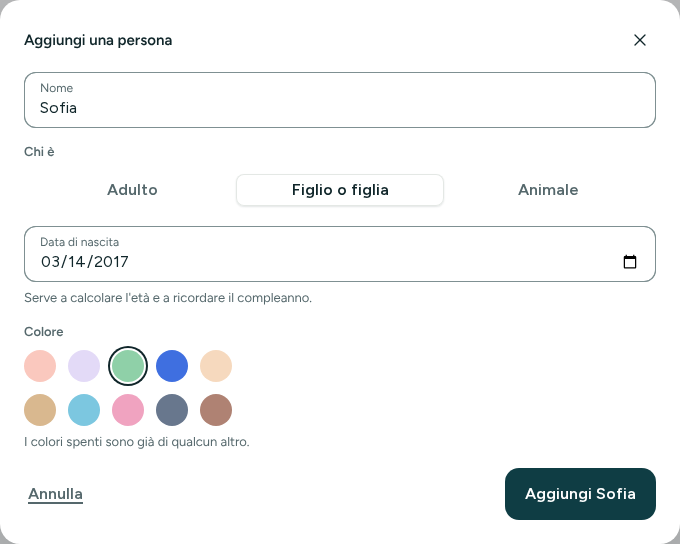 Aggiungi una persona
Nome
Sofia
Chi è
Adulto
Figlio o figlia
Animale
Data di nascita
03/14/2017
Serve a calcolare l'età e a ricordare il compleanno.
Colore
I colori spenti sono già di qualcun altro.
Annulla
Aggiungi Sofia